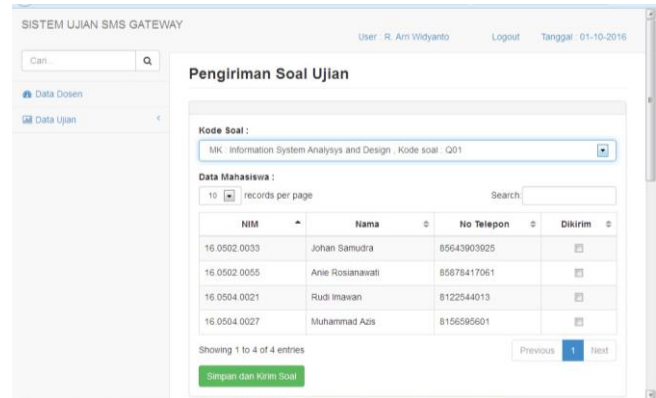 SISTEM UJIAN SMS GATEWAY
User : R. Arri Widyanto Logout Tanggal : 01-10-2016
Cari...
Data Dosen
Data Ujian
Pengiriman Soal Ujian
Kode Soal :
MK : Information System Analysys and Design , Kode soal : Q01
Data Mahasiswa :
10 records per page Search:
NIM Nama No Telepon Dikirim
16.0502.0033 Johan Samudra 85643903925
16.0502.0055 Anie Rosianawati 85878417061
16.0504.0021 Rudi Imawan 8122544013
16.0504.0027 Muhammad Azis 8156595601
Showing 1 to 4 of 4 entries Previous 1 Next
Simpan dan Kirim Soal